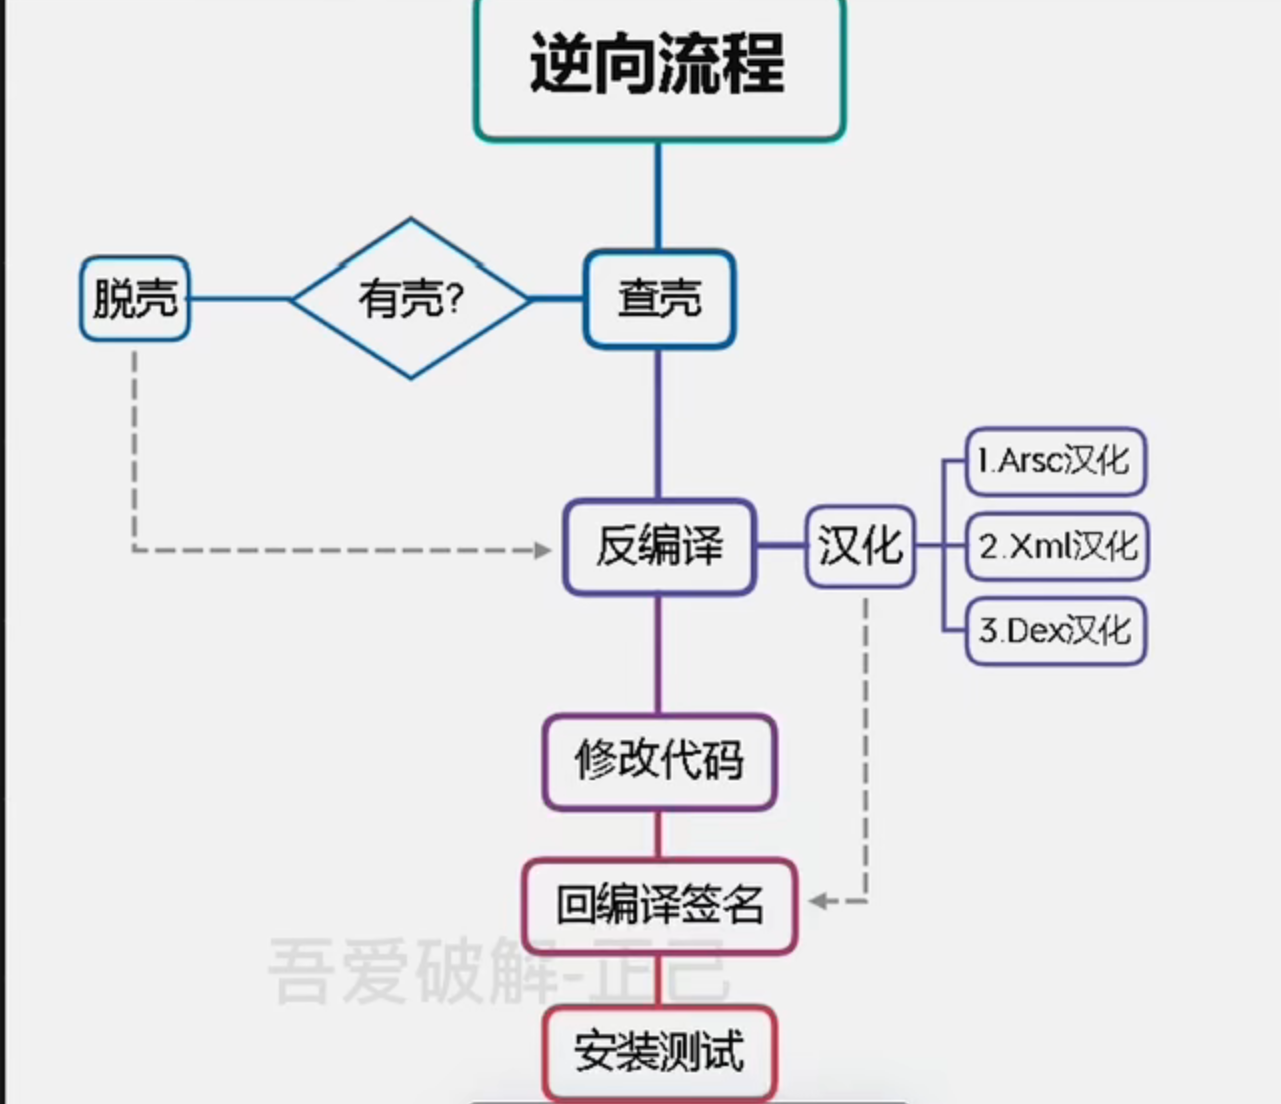 逆向流程
脱壳
有壳?
查壳
反编译
汉化
1.Arsc汉化
2.Xml汉化
3.Dex汉化
修改代码
回编译签名
吾爱破解-正己
安装测试